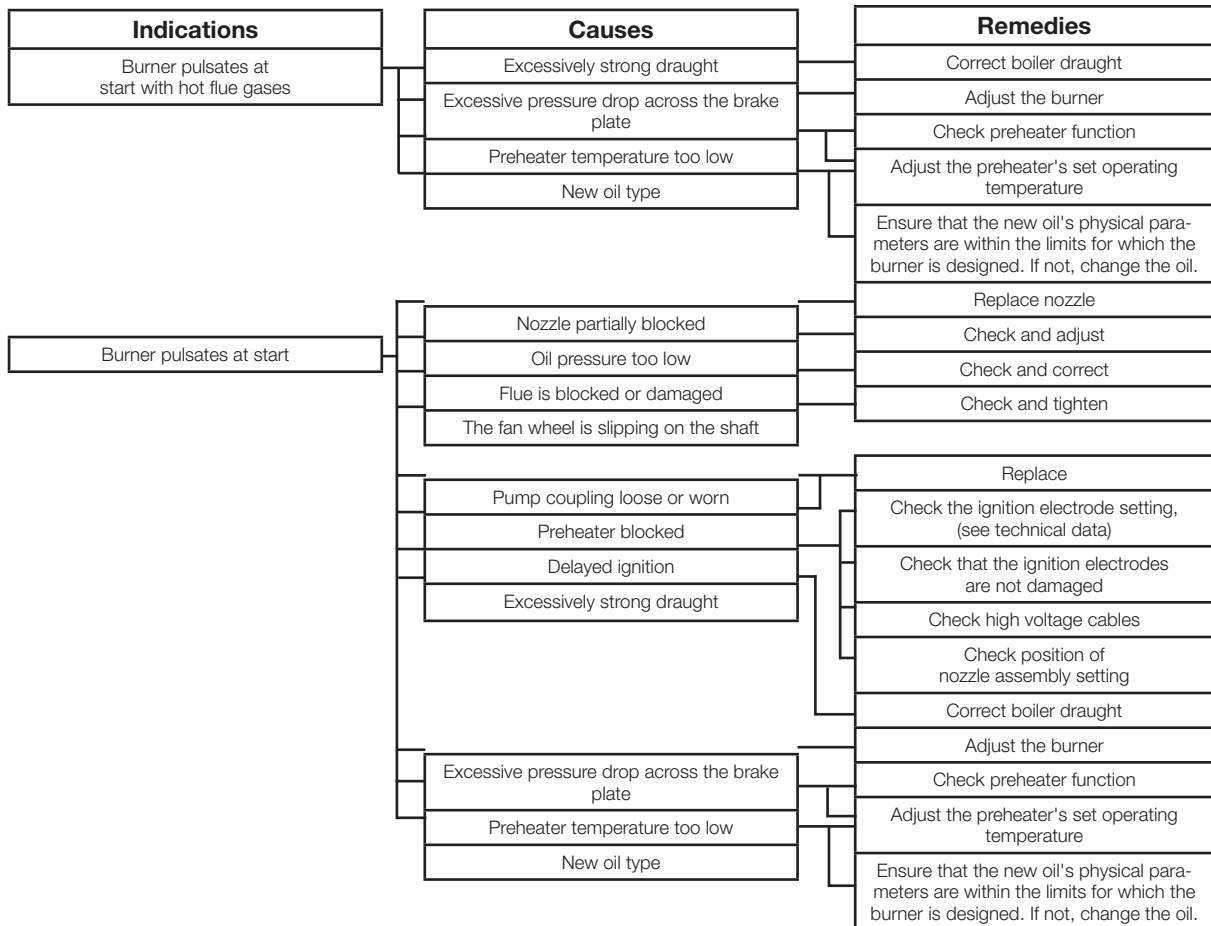 Indications
Causes
Remedies
Burner pulsates at
start with hot flue gases
Excessively strong draught
Excessive pressure drop across the brake
plate
Preheater temperature too low
New oil type
Correct boiler draught
Adjust the burner
Check preheater function
Adjust the preheater's set operating
temperature
Ensure that the new oil's physical para-
meters are within the limits for which the
burner is designed. If not, change the oil.
Burner pulsates at start
Nozzle partially blocked
Oil pressure too low
Flue is blocked or damaged
The fan wheel is slipping on the shaft
Replace nozzle
Check and adjust
Check and correct
Check and tighten
Pump coupling loose or worn
Preheater blocked
Delayed ignition
Excessively strong draught
Replace
Check the ignition electrode setting,
(see technical data)
Check that the ignition electrodes
are not damaged
Check high voltage cables
Check position of
nozzle assembly setting
Correct boiler draught
Excessive pressure drop across the brake
plate
Preheater temperature too low
New oil type
Adjust the burner
Check preheater function
Adjust the preheater's set operating
temperature
Ensure that the new oil's physical para-
meters are within the limits for which the
burner is designed. If not, change the oil.